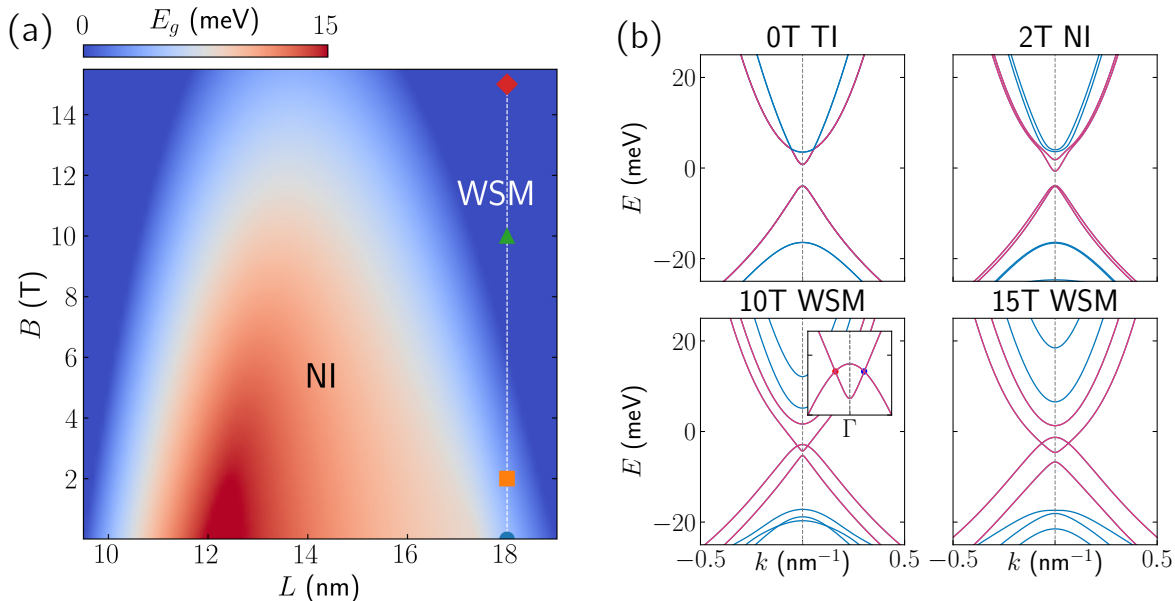 (a)
0 E_g (meV) 15
B (T)
14
12
10
8
6
4
2
WSM
NI
10 12 14 16 18
L (nm)
(b)
0T TI 2T NI
E (meV)
20
0
−20
10T WSM 15T WSM
E (meV)
20
0
−20
Γ
−0.5 k (nm⁻¹) 0.5 −0.5 k (nm⁻¹) 0.5